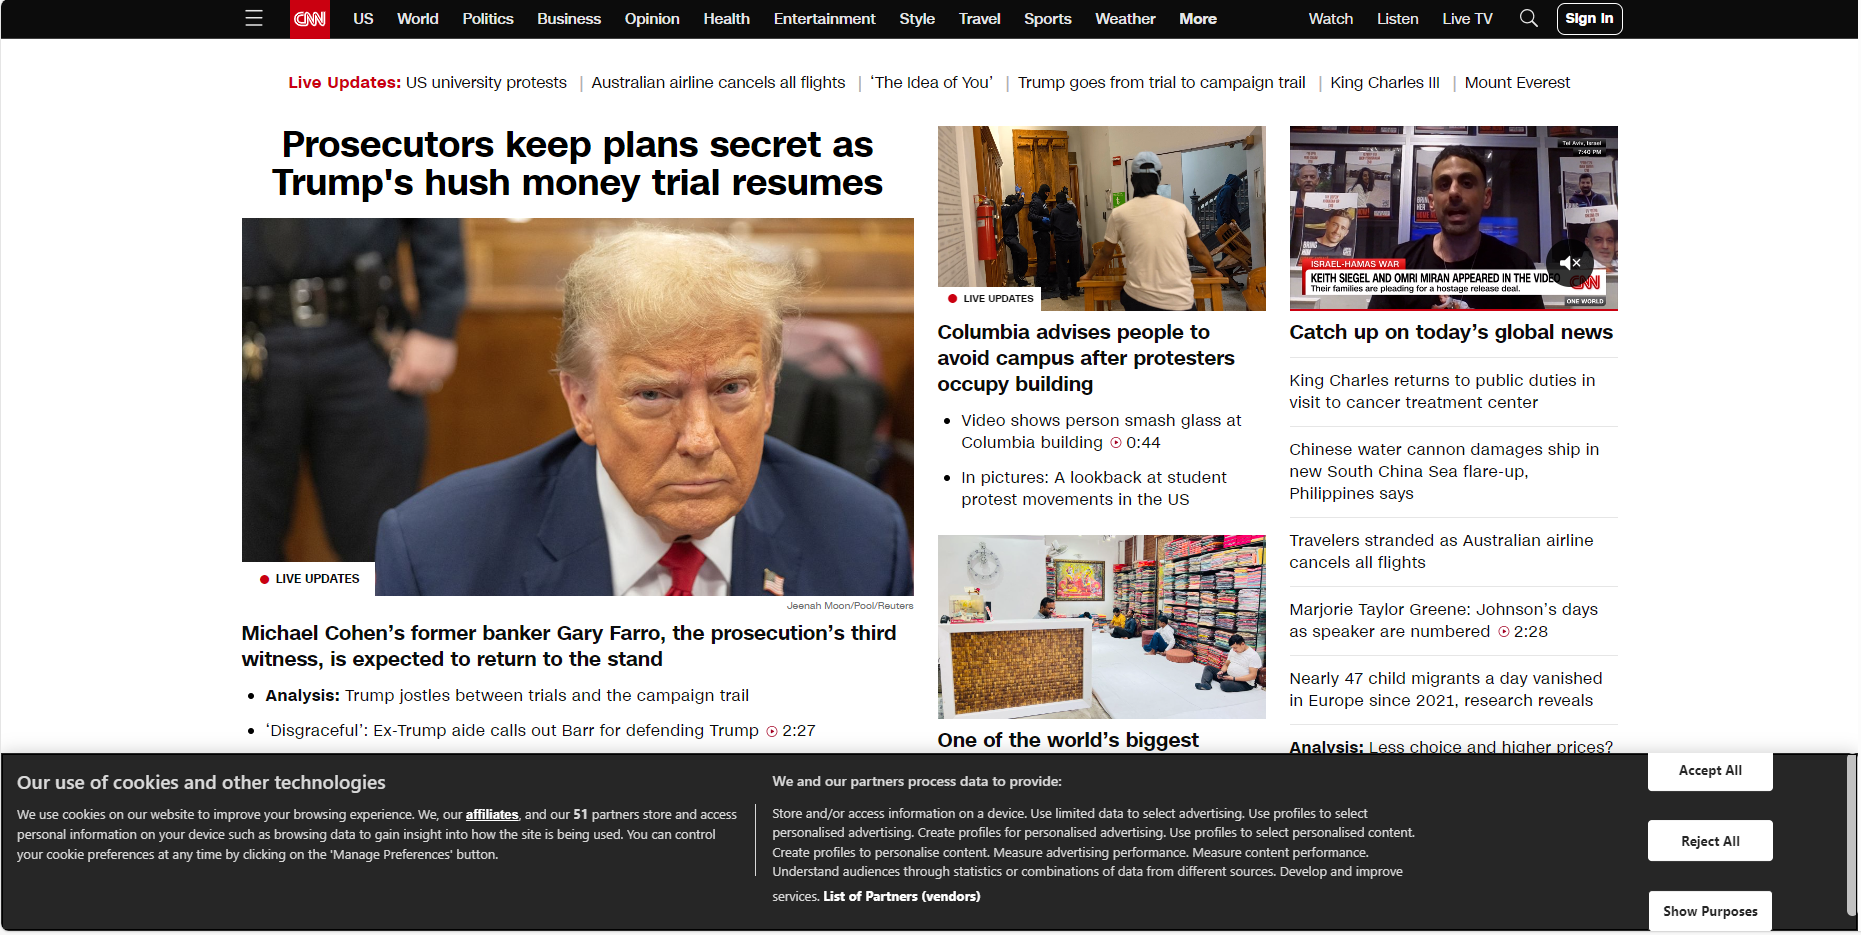 CNN
US
World
Politics
Business
Opinion
Health
Entertainment
Style
Travel
Sports
Weather
More
Watch
Listen
Live TV
Sign in
Live Updates: US university protests | Australian airline cancels all flights | ‘The Idea of You’ | Trump goes from trial to campaign trail | King Charles III | Mount Everest
Prosecutors keep plans secret as
Trump's hush money trial resumes
LIVE UPDATES
Jeenah Moon/Pool/Reuters
Michael Cohen’s former banker Gary Farro, the prosecution’s third
witness, is expected to return to the stand
Analysis: Trump jostles between trials and the campaign trail
‘Disgraceful’: Ex-Trump aide calls out Barr for defending Trump 2:27
LIVE UPDATES
Columbia advises people to
avoid campus after protesters
occupy building
Video shows person smash glass at
Columbia building 0:44
In pictures: A lookback at student
protest movements in the US
One of the world’s biggest
Tel Aviv, Israel
7:40 PM
ISRAEL-HAMAS WAR
KEITH SIEGEL AND OMRI MIRAN APPEARED IN THE VIDEO
Their families are pleading for a hostage release deal.
CNN
ONE WORLD
Catch up on today’s global news
King Charles returns to public duties in
visit to cancer treatment center
Chinese water cannon damages ship in
new South China Sea flare-up,
Philippines says
Travelers stranded as Australian airline
cancels all flights
Marjorie Taylor Greene: Johnson’s days
as speaker are numbered 2:28
Nearly 47 child migrants a day vanished
in Europe since 2021, research reveals
Analysis: Less choice and higher prices?
Our use of cookies and other technologies
We use cookies on our website to improve your browsing experience. We, our affiliates, and our 51 partners store and access
personal information on your device such as browsing data to gain insight into how the site is being used. You can control
your cookie preferences at any time by clicking on the 'Manage Preferences' button.
We and our partners process data to provide:
Store and/or access information on a device. Use limited data to select advertising. Use profiles to select
personalised advertising. Create profiles for personalised advertising. Use profiles to select personalised content.
Create profiles to personalise content. Measure advertising performance. Measure content performance.
Understand audiences through statistics or combinations of data from different sources. Develop and improve
services. List of Partners (vendors)
Accept All
Reject All
Show Purposes